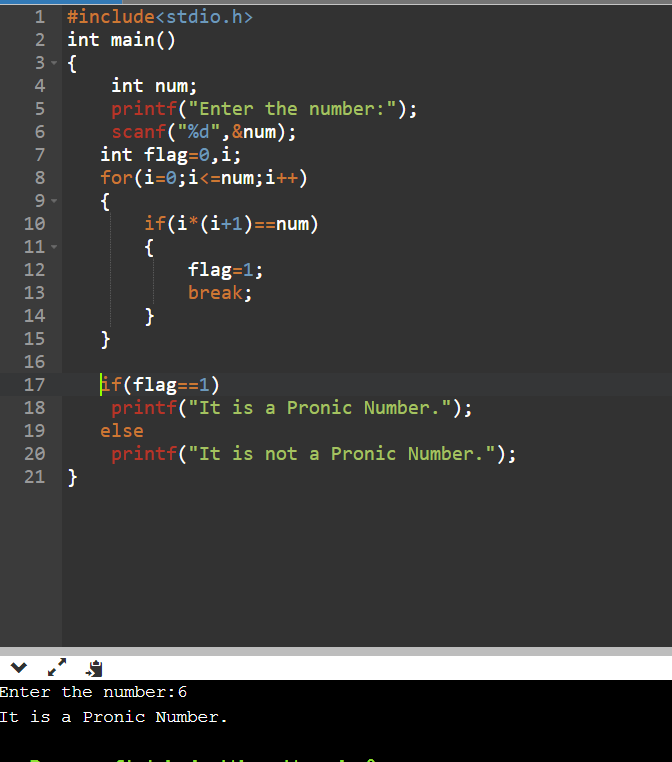 1 #include<stdio.h>
2 int main()
3 {
4 int num;
5 printf("Enter the number:");
6 scanf("%d",&num);
7 int flag=0,i;
8 for(i=0;i<=num;i++)
9 {
10 if(i*(i+1)==num)
11 {
12 flag=1;
13 break;
14 }
15 }
16
17 if(flag==1)
18 printf("It is a Pronic Number.");
19 else
20 printf("It is not a Pronic Number.");
21 }
Enter the number:6
It is a Pronic Number.